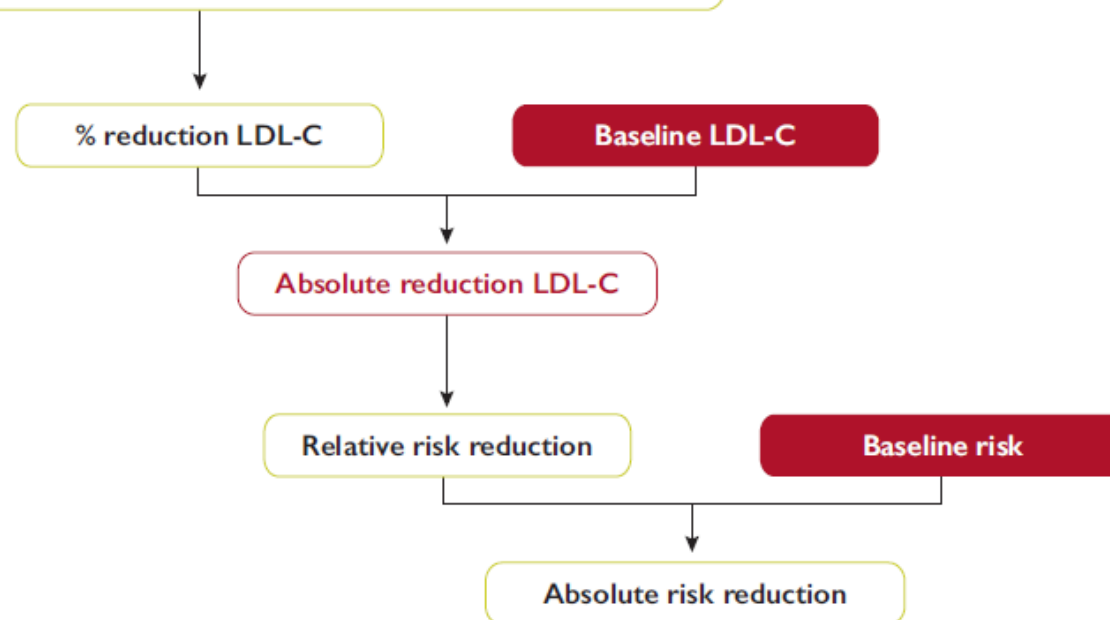 % reduction LDL-C
Baseline LDL-C
Absolute reduction LDL-C
Relative risk reduction
Baseline risk
Absolute risk reduction